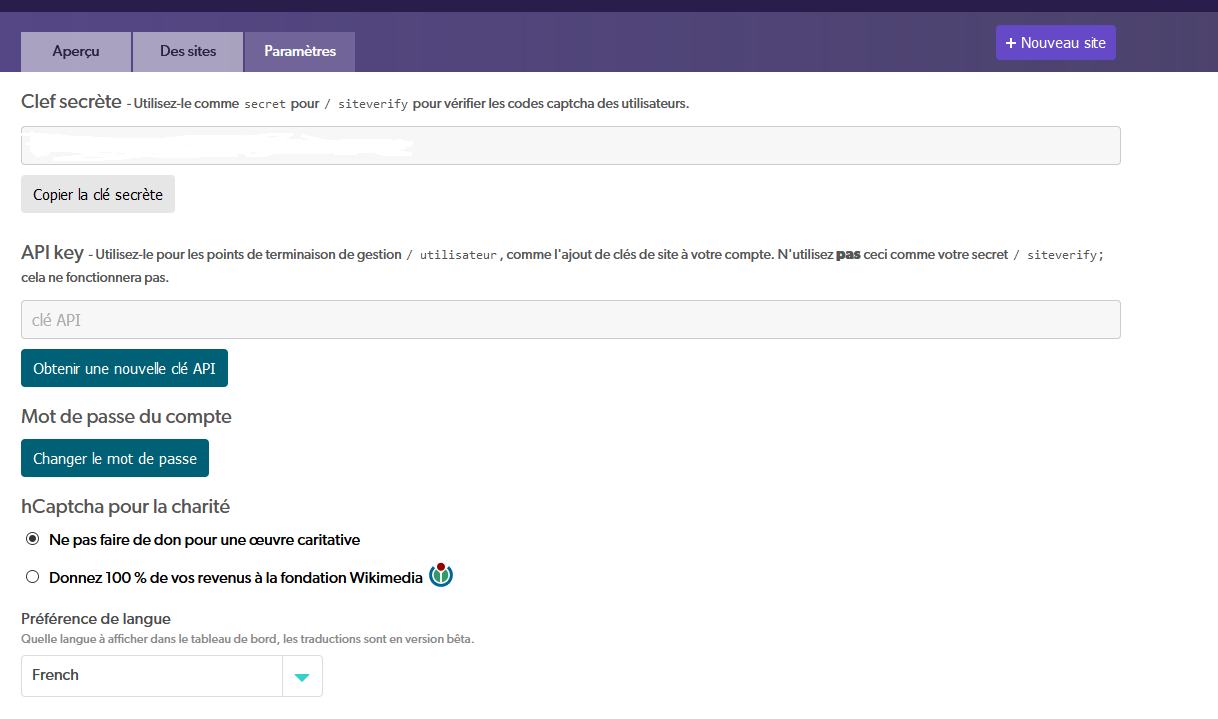 Aperçu
Des sites
Paramètres
+ Nouveau site
Clef secrète - Utilisez-le comme secret pour / siteverify pour vérifier les codes captcha des utilisateurs.
Copier la clé secrète
API key - Utilisez-le pour les points de terminaison de gestion / utilisateur , comme l'ajout de clés de site à votre compte. N'utilisez pas ceci comme votre secret / siteverify;
cela ne fonctionnera pas.
clé API
Obtenir une nouvelle clé API
Mot de passe du compte
Changer le mot de passe
hCaptcha pour la charité
Ne pas faire de don pour une œuvre caritative
Donnez 100 % de vos revenus à la fondation Wikimedia
Préférence de langue
Quelle langue à afficher dans le tableau de bord, les traductions sont en version bêta.
French